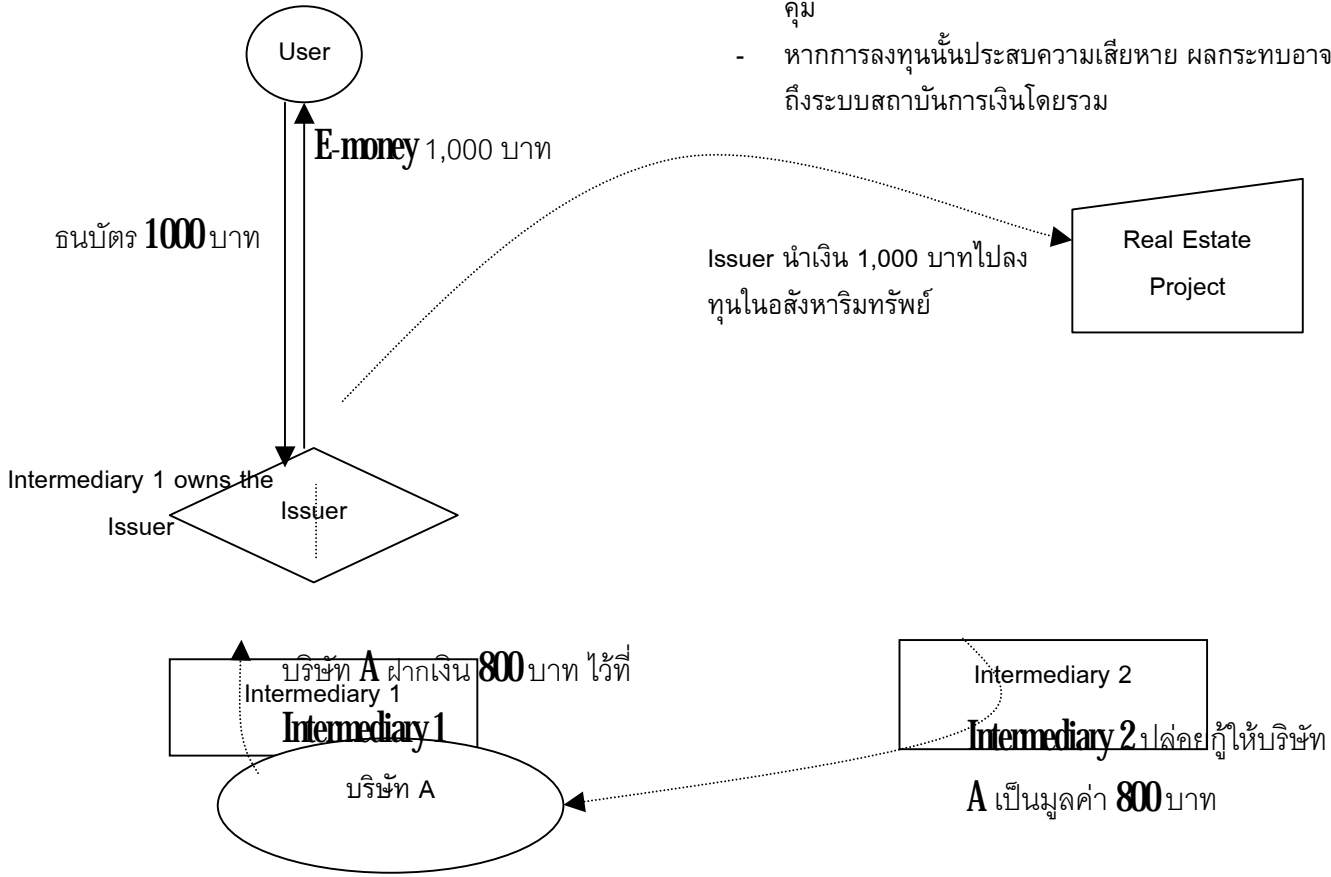 คุ้ม
- หากการลงทุนนั้นประสบความเสียหาย ผลกระทบอาจ
ถึงระบบสถาบันการเงินโดยรวม
User
E-money 1,000 บาท
ธนบัตร 1000 บาท
Issuer นำเงิน 1,000 บาทไปลง
ทุนในอสังหาริมทรัพย์
Real Estate
Project
Intermediary 1 owns the
Issuer
Issuer
บริษัท A ฝากเงิน 800 บาท ไว้ที่
Intermediary 1
Intermediary 1
บริษัท A
Intermediary 2
Intermediary 2 ปล่อยกู้ให้บริษัท
A เป็นมูลค่า 800 บาท